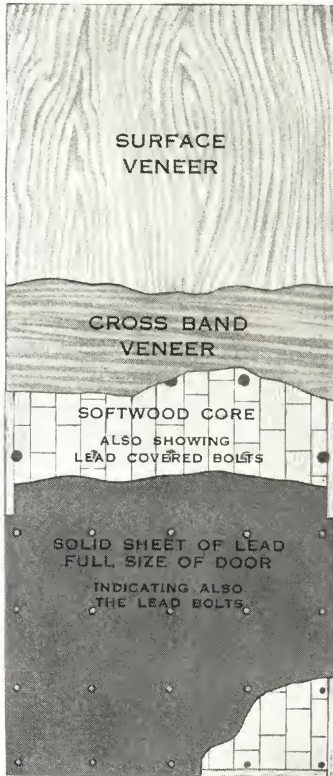 SURFACE
VENEER
CROSS BAND
VENEER
SOFTWOOD CORE
ALSO SHOWING
LEAD COVERED BOLTS
SOLID SHEET OF LEAD
FULL SIZE OF DOOR
INDICATING ALSO
THE LEAD BOLTS